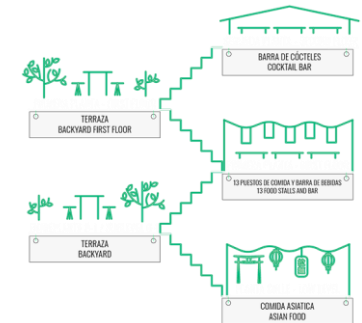 BARRA DE CÓCTELES
COCKTAIL BAR
TERRAZA
BACKYARD FIRST FLOOR
13 PUESTOS DE COMIDA Y BARRA DE BEBIDAS
13 FOOD STALLS AND BAR
TERRAZA
BACKYARD
COMIDA ASIATICA
ASIAN FOOD